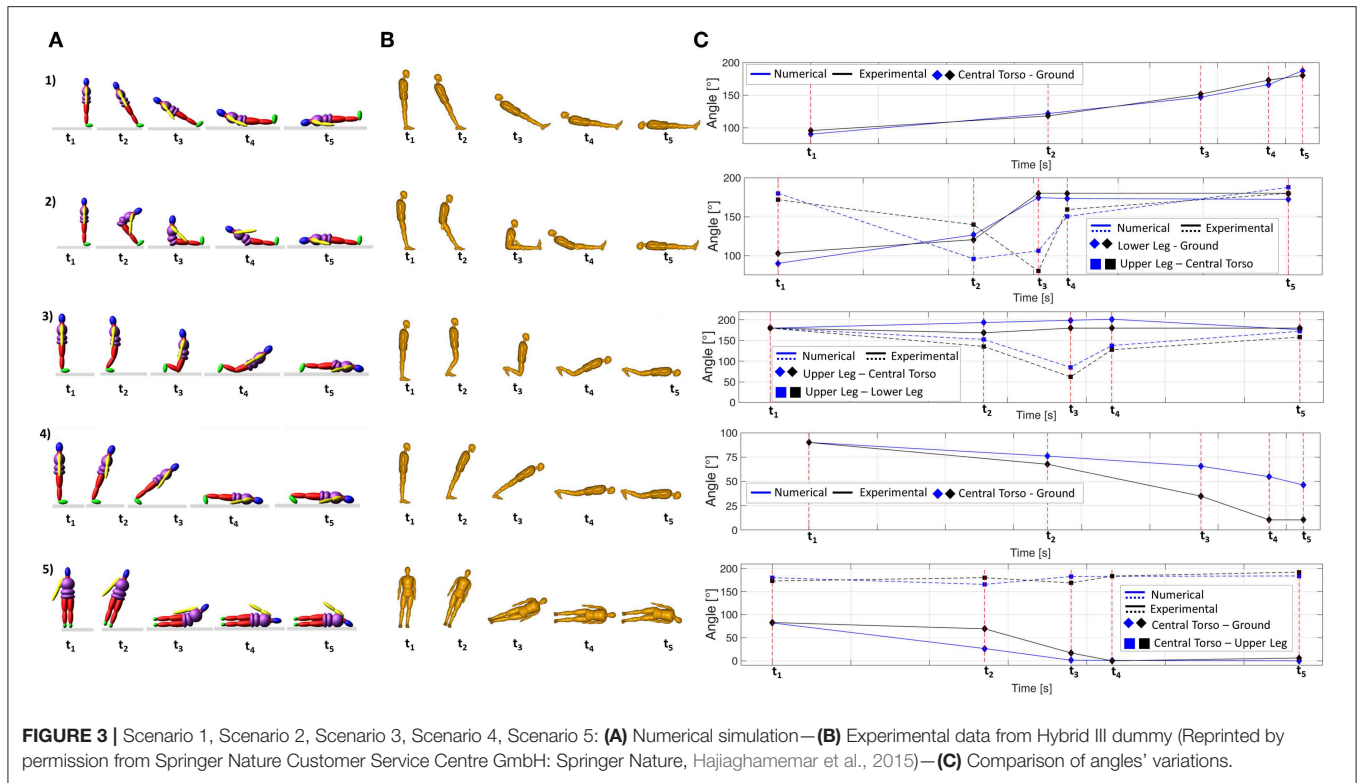 A
B
C
1)
t1 t2 t3 t4 t5
t1 t2 t3 t4 t5
200
150
100
Angle [°]
Numerical Experimental Central Torso - Ground
t1 t2 t3 t4 t5
Time [s]
2)
t1 t2 t3 t4 t5
t1 t2 t3 t4 t5
200
150
100
Angle [°]
Numerical Experimental
Lower Leg - Ground
Upper Leg – Central Torso
t1 t2 t3 t4 t5
Time [s]
3)
t1 t2 t3 t4 t5
t1 t2 t3 t4 t5
200
150
100
50
0
Angle [°]
Numerical Experimental
Upper Leg – Central Torso
Upper Leg – Lower Leg
t1 t2 t3 t4 t5
Time [s]
4)
t1 t2 t3 t4 t5
t1 t2 t3 t4 t5
100
75
50
25
0
Angle [°]
Numerical Experimental Central Torso - Ground
t1 t2 t3 t4 t5
Time [s]
5)
t1 t2 t3 t4 t5
t1 t2 t3 t4 t5
200
150
100
50
0
Angle [°]
Numerical
Experimental
Central Torso – Ground
Central Torso – Upper Leg
t1 t2 t3 t4 t5
Time [s]
FIGURE 3 | Scenario 1, Scenario 2, Scenario 3, Scenario 4, Scenario 5: (A) Numerical simulation—(B) Experimental data from Hybrid III dummy (Reprinted by
permission from Springer Nature Customer Service Centre GmbH: Springer Nature, Hajiaghamemar et al., 2015)—(C) Comparison of angles' variations.